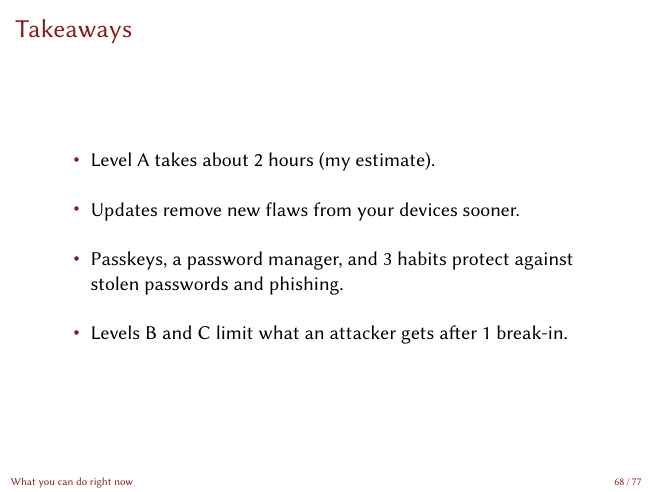 Takeaways
• Level A takes about 2 hours (my estimate).
• Updates remove new flaws from your devices sooner.
• Passkeys, a password manager, and 3 habits protect against
stolen passwords and phishing.
• Levels B and C limit what an attacker gets after 1 break-in.
What you can do right now
68 / 77